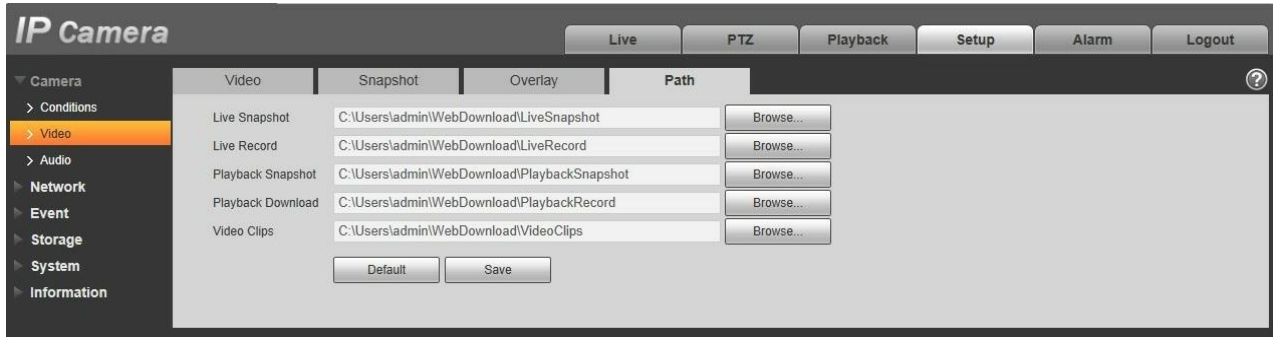 IP Camera
Live PTZ Playback Setup Alarm Logout
Camera
Conditions
Video
Audio
Network
Event
Storage
System
Information
Video Snapshot Overlay Path ?
Live Snapshot C:\Users\admin\WebDownload\LiveSnapshot Browse...
Live Record C:\Users\admin\WebDownload\LiveRecord Browse...
Playback Snapshot C:\Users\admin\WebDownload\PlaybackSnapshot Browse...
Playback Download C:\Users\admin\WebDownload\PlaybackRecord Browse...
Video Clips C:\Users\admin\WebDownload\VideoClips Browse...
Default Save